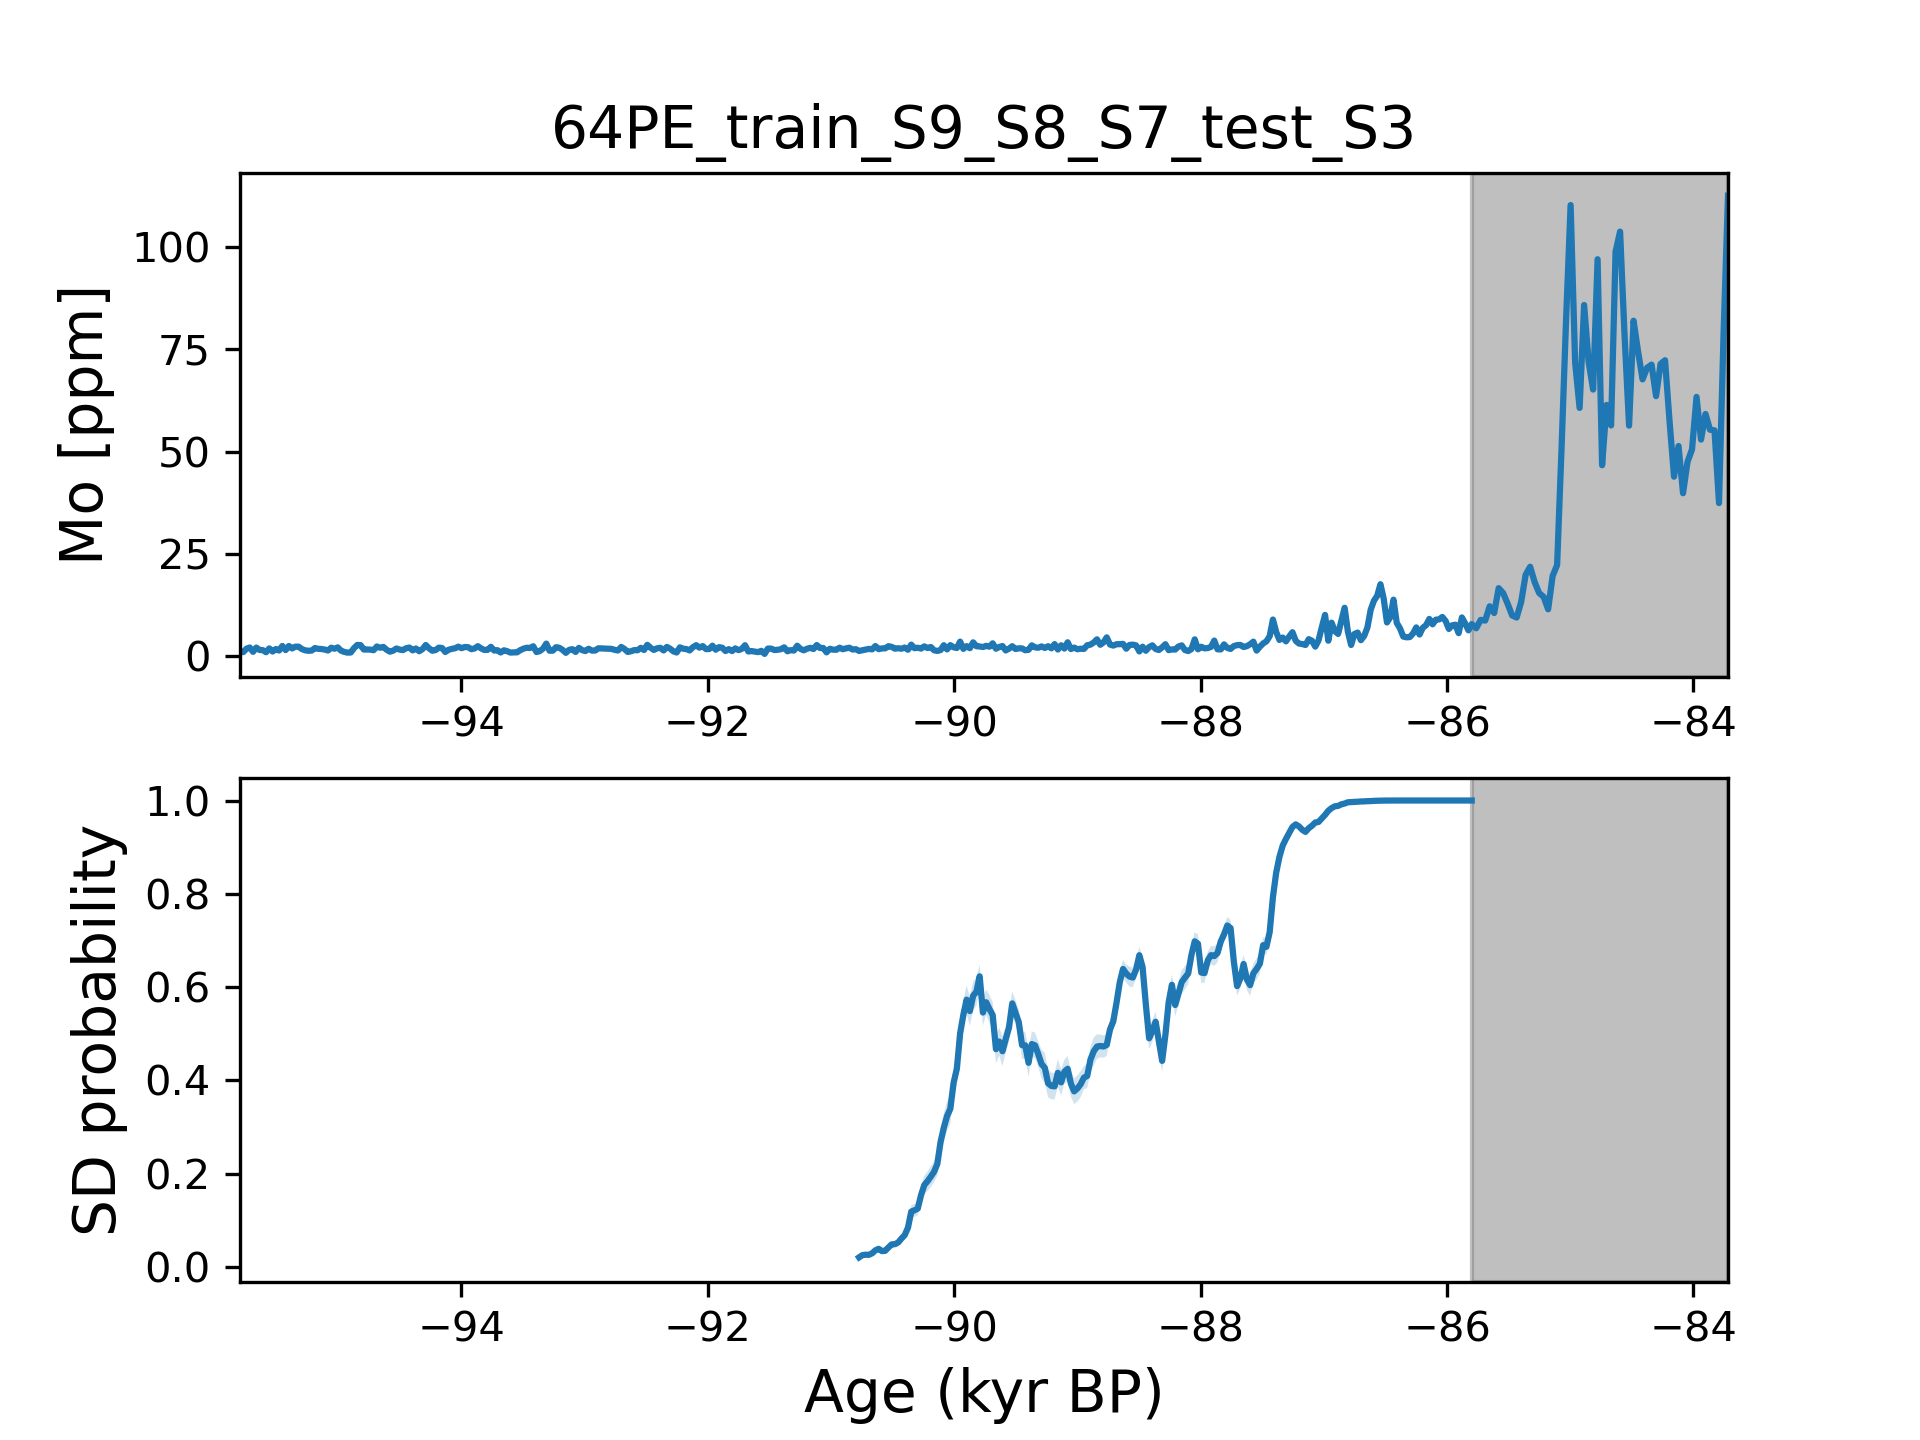 64PE_train_S9_S8_S7_test_S3
Mo [ppm]
100
75
50
25
0
−94 −92 −90 −88 −86 −84
SD probability
1.0
0.8
0.6
0.4
0.2
0.0
−94 −92 −90 −88 −86 −84
Age (kyr BP)